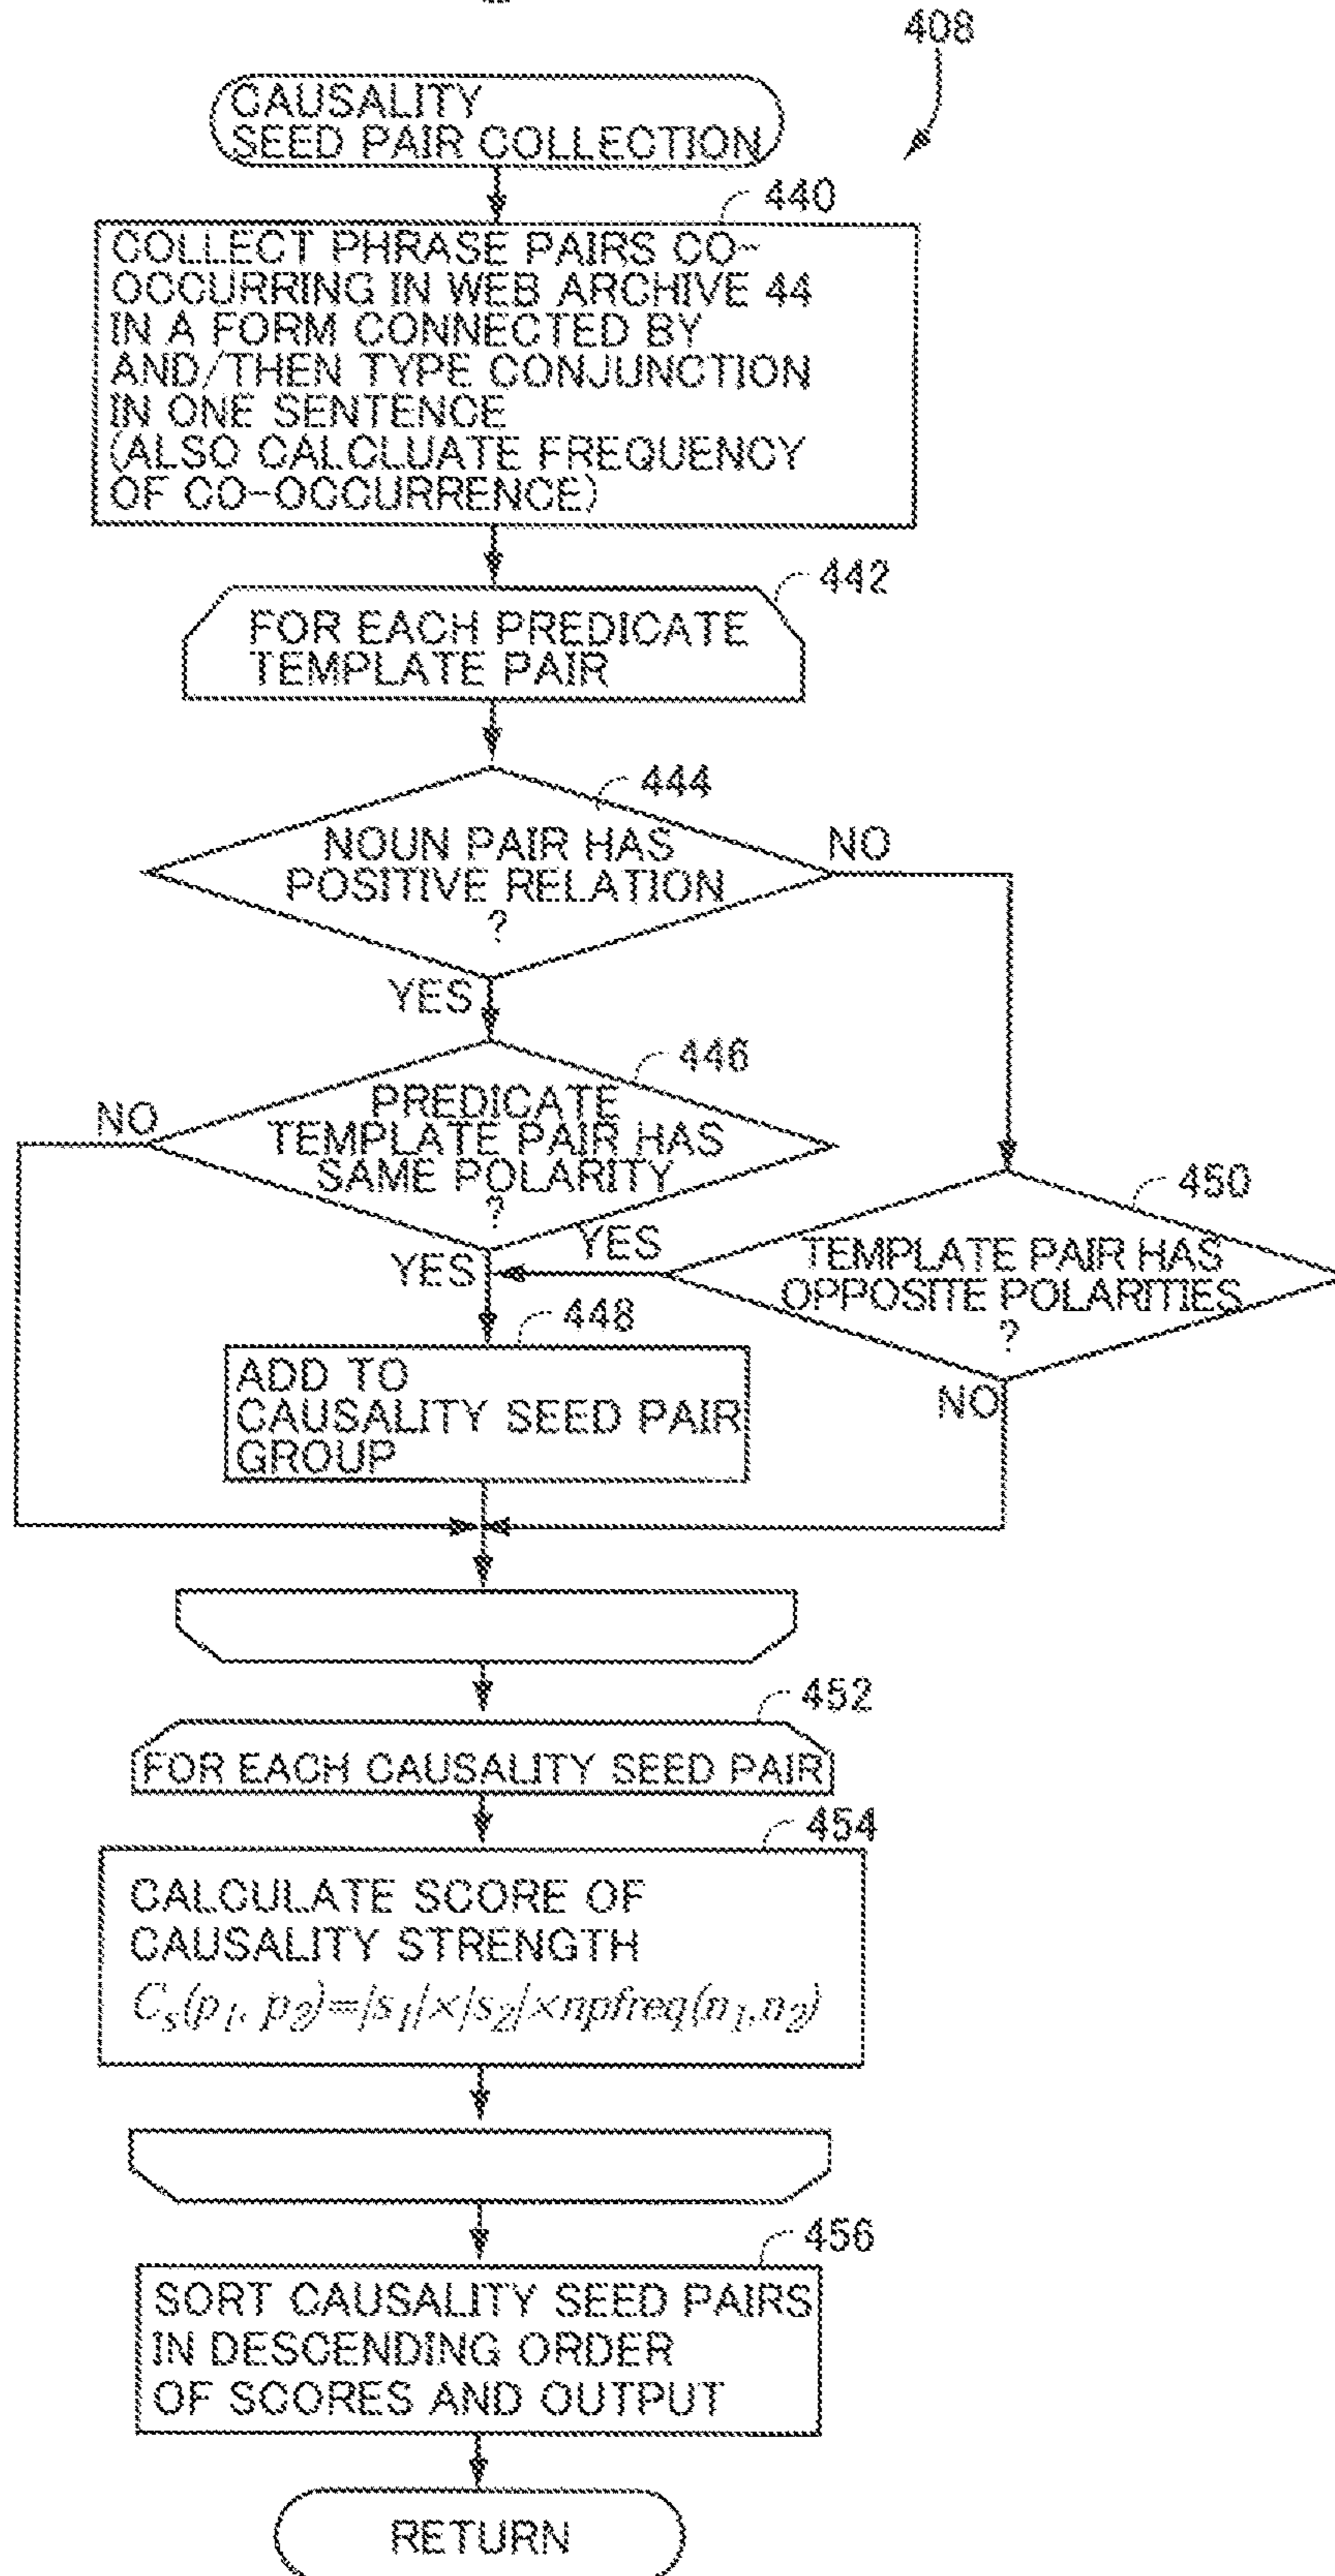 408
CAUSALITY
SEED PAIR COLLECTION
440
COLLECT PHRASE PAIRS CO-
OCCURRING IN WEB ARCHIVE 44
IN A FORM CONNECTED BY
AND/THEN TYPE CONJUNCTION
IN ONE SENTENCE
(ALSO CALCLUATE FREQUENCY
OF CO-OCCURRENCE)
442
FOR EACH PREDICATE
TEMPLATE PAIR
444
NOUN PAIR HAS
POSITIVE RELATION
?
NO
YES
446
PREDICATE
TEMPLATE PAIR HAS
SAME POLARITY
?
NO
YES
450
TEMPLATE PAIR HAS
OPPOSITE POLARITIES
?
YES
NO
448
ADD TO
CAUSALITY SEED PAIR
GROUP
452
FOR EACH CAUSALITY SEED PAIR
454
CALCULATE SCORE OF
CAUSALITY STRENGTH
Cs(p1, p2)=|s1|×|s2|×npfreq(n1,n2)
456
SORT CAUSALITY SEED PAIRS
IN DESCENDING ORDER
OF SCORES AND OUTPUT
RETURN